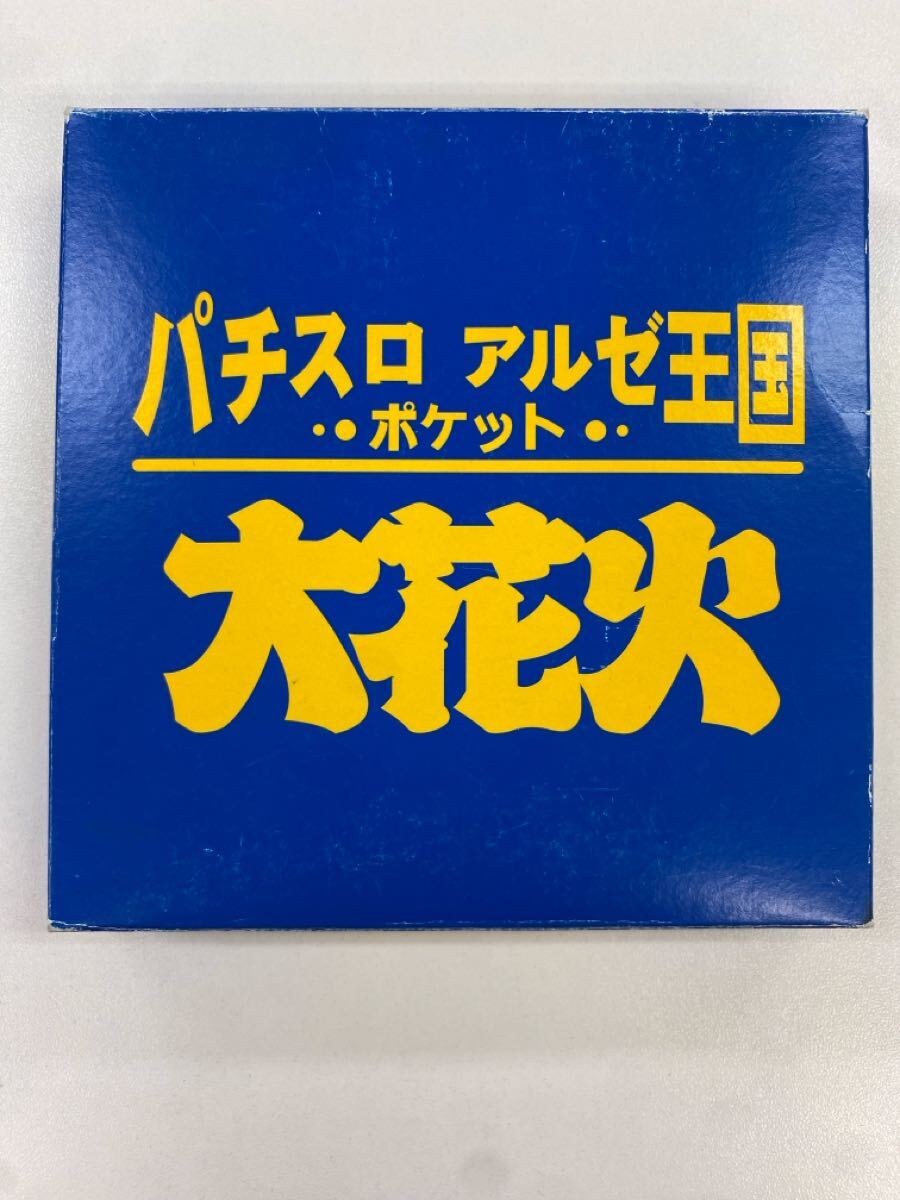 パチスロ アルゼ王国
・・ポケット・・
大花火